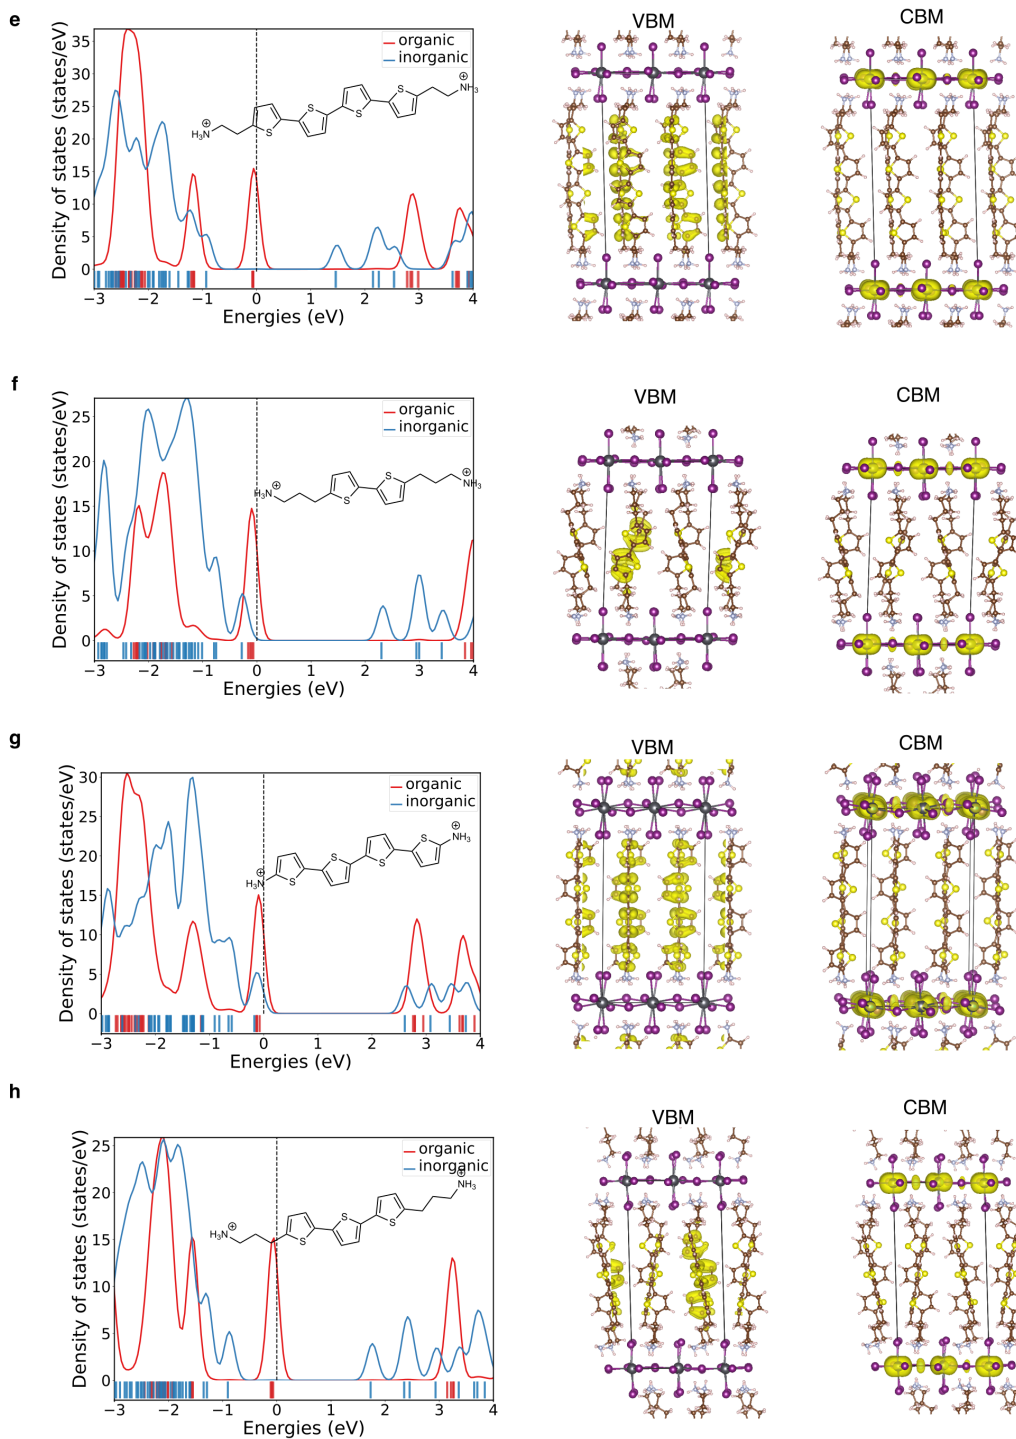 e
VBM
CBM
organic
inorganic
Density of states (states/eV)
35
30
25
20
15
10
5
0
H₃N⊕
S
S
S
S
⊕NH₃
−3 −2 −1 0 1 2 3 4
Energies (eV)
f
VBM
CBM
organic
inorganic
Density of states (states/eV)
25
20
15
10
5
0
H₃N⊕
S
S
⊕NH₃
−3 −2 −1 0 1 2 3 4
Energies (eV)
g
VBM
CBM
organic
inorganic
Density of states (states/eV)
30
25
20
15
10
5
0
H₃N⊕
S
S
S
S
⊕NH₃
−3 −2 −1 0 1 2 3 4
Energies (eV)
h
VBM
CBM
organic
inorganic
Density of states (states/eV)
25
20
15
10
5
0
H₃N⊕
S
S
S
⊕NH₃
−3 −2 −1 0 1 2 3 4
Energies (eV)